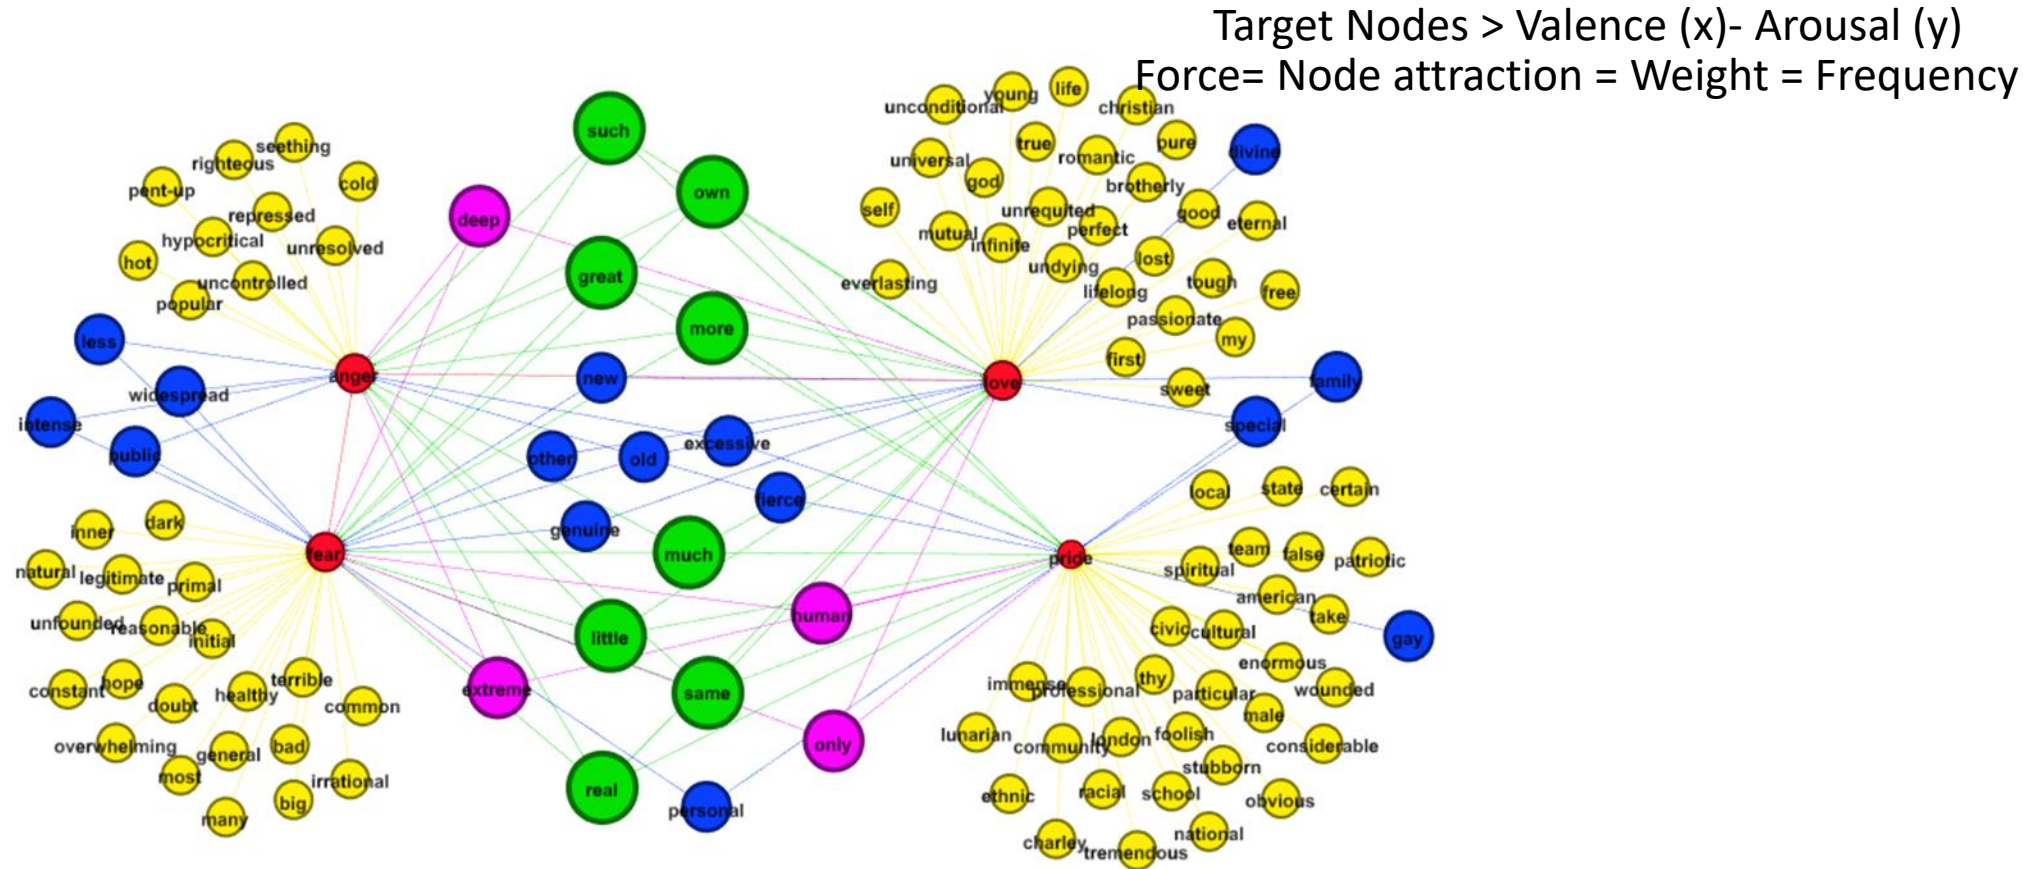 Target Nodes > Valence (x)- Arousal (y)
Force= Node attraction = Weight = Frequency
such
own
deep
great
more
new
other
old
excessive
fierce
genuine
much
human
little
same
extreme
only
real
personal
seething
righteous
cold
pent-up
repressed
hypocritical
unresolved
hot
uncontrolled
popular
anger
less
widespread
intense
public
fear
inner
dark
natural
legitimate
primal
unfounded
reasonable
initial
constant
hope
doubt
healthy
terrible
common
overwhelming
general
bad
most
irrational
big
many
unconditional
young
life
christian
universal
true
romantic
pure
divine
god
brotherly
self
unrequited
good
mutual
infinite
perfect
eternal
undying
lost
everlasting
lifelong
tough
free
passionate
my
first
love
sweet
family
special
local
state
certain
pride
team
false
patriotic
spiritual
american
take
gay
civic
cultural
enormous
immense
professional
thy
particular
wounded
male
lunarian
community
london
foolish
considerable
stubborn
ethnic
racial
school
obvious
charley
tremendous
national